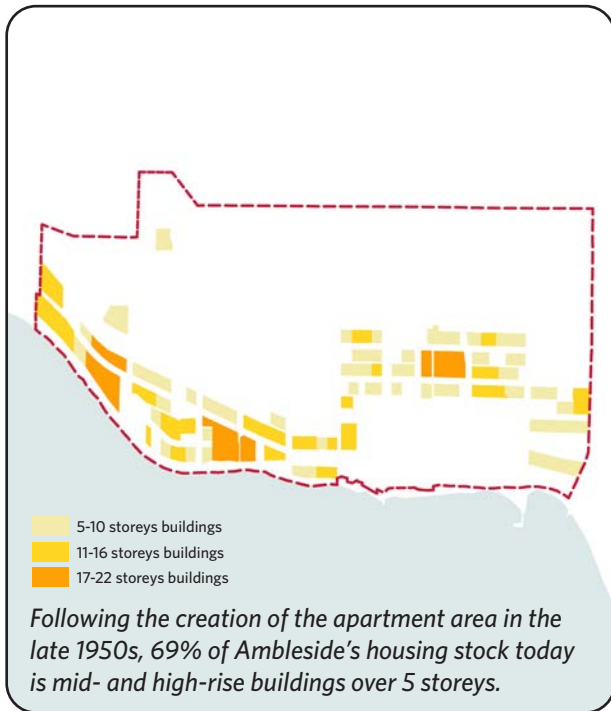 5-10 storeys buildings
11-16 storeys buildings
17-22 storeys buildings
Following the creation of the apartment area in the
late 1950s, 69% of Ambleside's housing stock today
is mid- and high-rise buildings over 5 storeys.